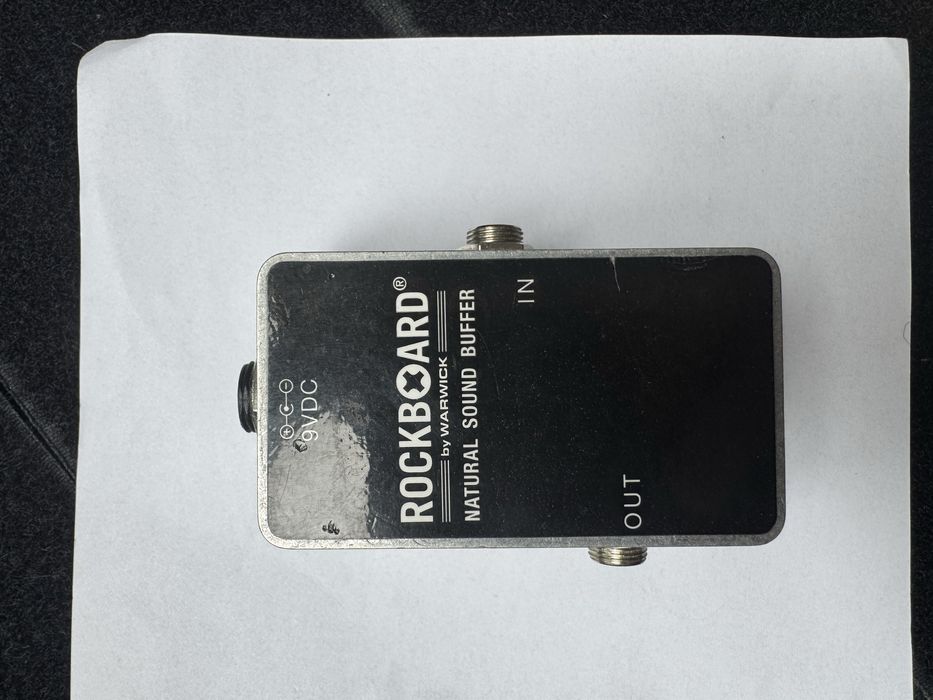 ⊕-C-⊖
9VDC
ROCKBOARD®
by WARWICK
NATURAL SOUND BUFFER
IN
OUT